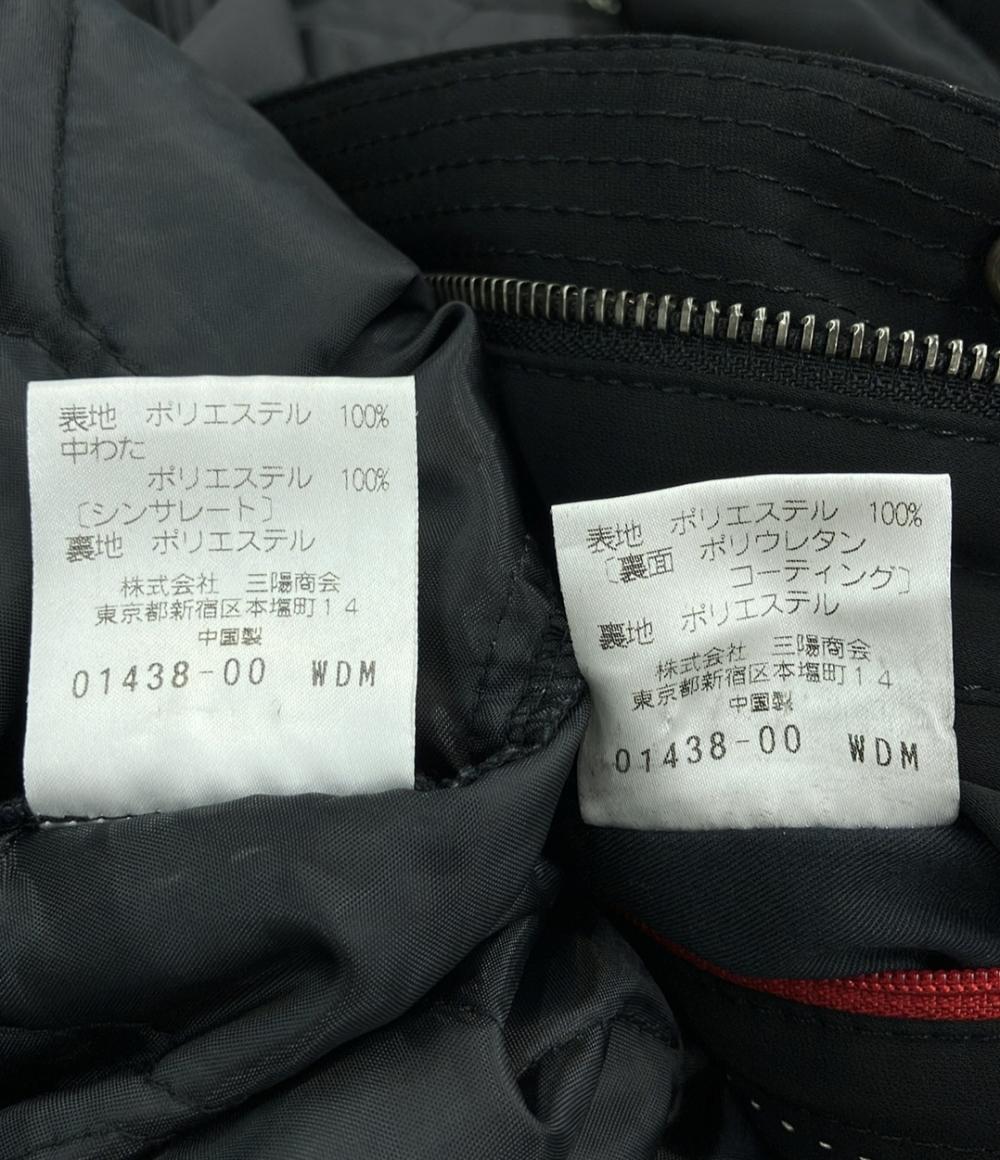 表地 ポリエステル 100%
中わた
ポリエステル 100%
〔シンサレート〕
裏地 ポリエステル
株式会社 三陽商会
東京都新宿区本塩町14
中国製
01438-00 WDM
表地 ポリエステル 100%
〔裏面 ポリウレタン
コーティング〕
裏地 ポリエステル
株式会社 三陽商会
東京都新宿区本塩町14
中国製
01438-00 WDM